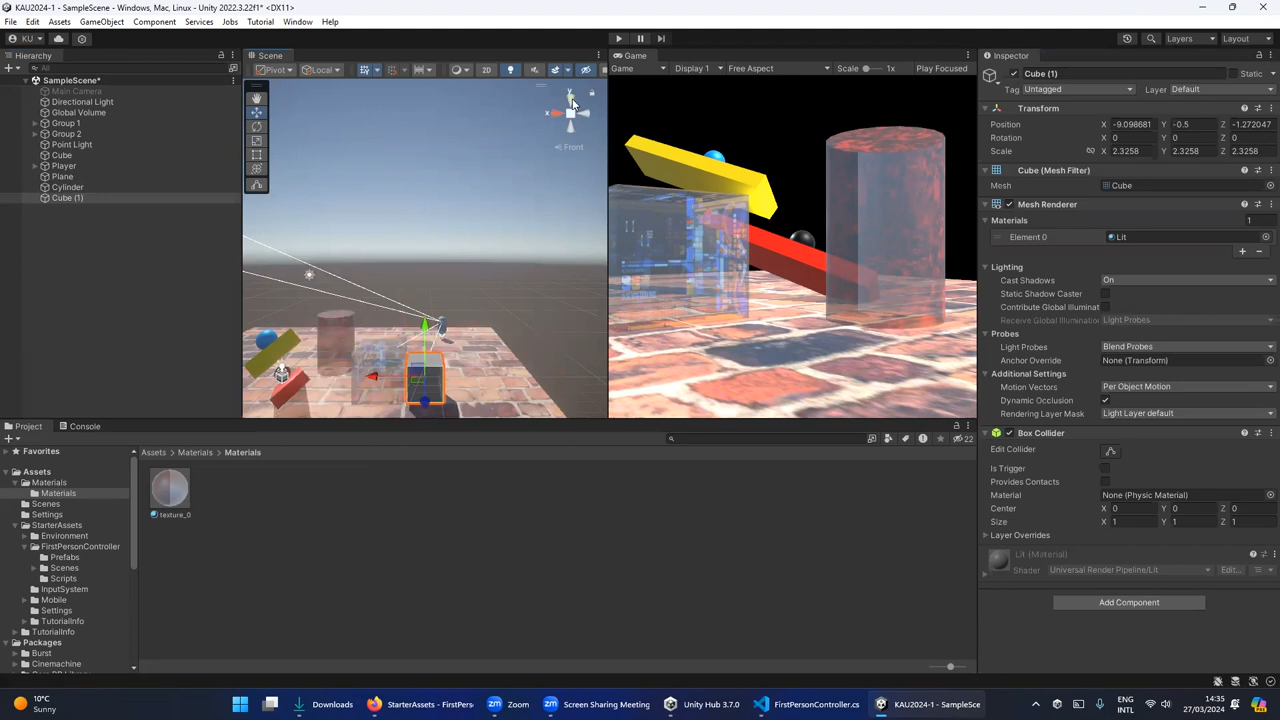 KAU2024-1 - SampleScene - Windows, Mac, Linux - Unity 2022.3.22f1* <DX11>
File Edit Assets GameObject Component Services Jobs Tutorial Window Help
KU Layers Layout
Hierarchy Scene Game Inspector
All
Pivot Local 2D
Game Display 1 Free Aspect Scale 1x Play Focused
SampleScene*
Main Camera
Directional Light
Global Volume
Group 1
Group 2
Point Light
Cube
Player
Plane
Cylinder
Cube (1)
y
x
Front
Cube (1) Static
Tag Untagged Layer Default
Transform
Position X -9.098681 Y -0.5 Z -1.272047
Rotation X 0 Y 0 Z 0
Scale X 2.3258 Y 2.3258 Z 2.3258
Cube (Mesh Filter)
Mesh Cube
Mesh Renderer
Materials 1
Element 0 Lit
Lighting
Cast Shadows On
Static Shadow Caster
Contribute Global Illuminat
Receive Global Illumination Light Probes
Probes
Light Probes Blend Probes
Anchor Override None (Transform)
Additional Settings
Motion Vectors Per Object Motion
Dynamic Occlusion
Rendering Layer Mask Light Layer default
Box Collider
Edit Collider
Is Trigger
Provides Contacts
Material None (Physic Material)
Center X 0 Y 0 Z 0
Size X 1 Y 1 Z 1
Layer Overrides
Lit (Material)
Shader Universal Render Pipeline/Lit Edit...
Add Component
Project Console
22
Favorites
Assets
Materials
Materials
Scenes
Settings
StarterAssets
Environment
FirstPersonController
Prefabs
Scenes
Scripts
InputSystem
Mobile
Settings
TutorialInfo
TutorialInfo
Packages
Burst
Cinemachine
Assets > Materials > Materials
texture_0
10°C
Sunny
Downloads StarterAssets - FirstPers Zoom Screen Sharing Meeting Unity Hub 3.7.0 FirstPersonController.cs KAU2024-1 - SampleSce
ENG
INTL
14:35
27/03/2024